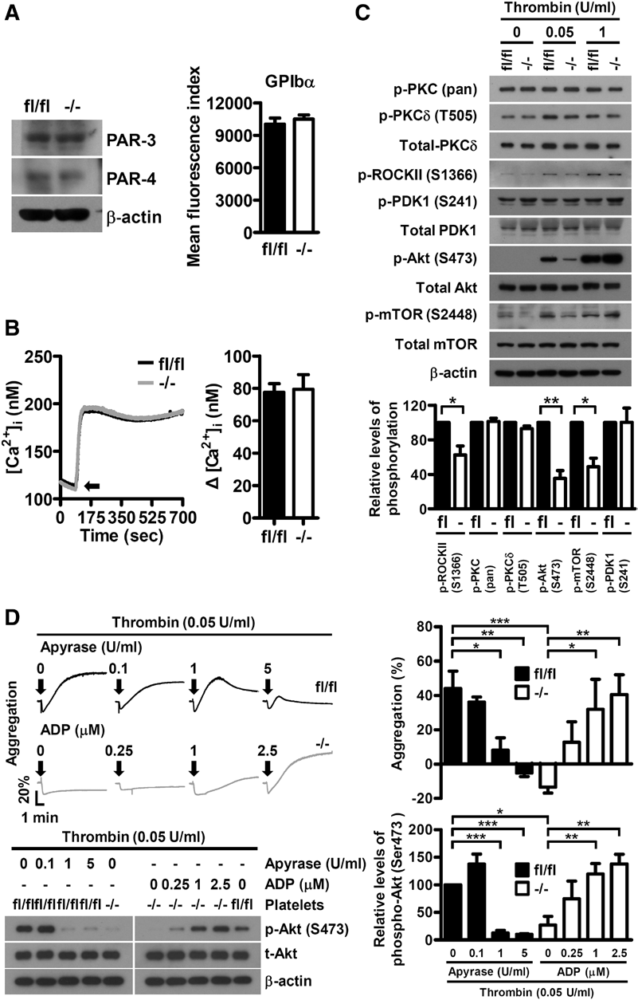 A
fl/fl -/-
PAR-3
PAR-4
β-actin
GPIbα
Mean fluorescence index
12000
9000
6000
3000
0
fl/fl -/-
B
[Ca2+]i (nM)
250
200
150
100
fl/fl
-/-
0 175 350 525 700
Time (sec)
Δ [Ca2+]i (nM)
100
80
60
40
20
0
fl/fl -/-
C
Thrombin (U/ml)
0 0.05 1
fl/fl -/- fl/fl -/- fl/fl -/-
p-PKC (pan)
p-PKCδ (T505)
Total-PKCδ
p-ROCKII (S1366)
p-PDK1 (S241)
Total PDK1
p-Akt (S473)
Total Akt
p-mTOR (S2448)
Total mTOR
β-actin
Relative levels of
phosphorylation
120
80
40
0
* ** *
fl - fl - fl - fl - fl - fl -
p-ROCKII
(S1366)
p-PKC
(pan)
p-PKCδ
(T505)
p-Akt
(S473)
p-mTOR
(S2448)
p-PDK1
(S241)
D
Thrombin (0.05 U/ml)
Apyrase (U/ml)
0 0.1 1 5
fl/fl
Aggregation
ADP (μM)
0 0.25 1 2.5
-/-
20%
1 min
Thrombin (0.05 U/ml)
0 0.1 1 5 0 - - - - - Apyrase (U/ml)
- - - - - 0 0.25 1 2.5 0 ADP (μM)
fl/fl fl/fl fl/fl fl/fl -/- -/- -/- -/- -/- fl/fl Platelets
p-Akt (S473)
t-Akt
β-actin
Aggregation (%)
80
60
40
20
0
-20
***
** **
* *
fl/fl
-/-
Relative levels of
phospho-Akt (Ser473)
200
150
100
50
0
*
*** **
*** **
fl/fl
-/-
0 0.1 1 5 0 0.25 1 2.5
Apyrase (U/ml) ADP (μM)
Thrombin (0.05 U/ml)